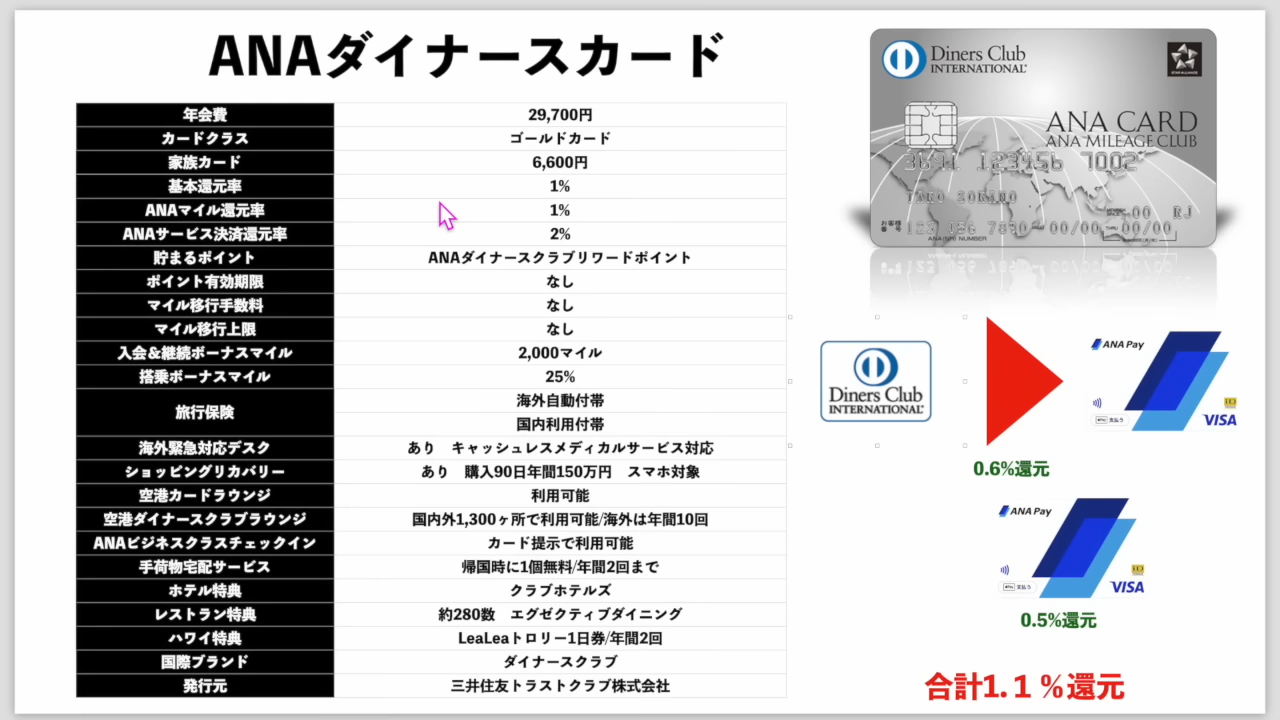 ANAダイナースカード
年会費 29,700円
カードクラス ゴールドカード
家族カード 6,600円
基本還元率 1%
ANAマイル還元率 1%
ANAサービス決済還元率 2%
貯まるポイント ANAダイナースクラブリワードポイント
ポイント有効期限 なし
マイル移行手数料 なし
マイル移行上限 なし
入会&継続ボーナスマイル 2,000マイル
搭乗ボーナスマイル 25%
旅行保険 海外自動付帯
国内利用付帯
海外緊急対応デスク あり キャッシュレスメディカルサービス対応
ショッピングリカバリー あり 購入90日年間150万円 スマホ対象
空港カードラウンジ 利用可能
空港ダイナースクラブラウンジ 国内外1,300ヶ所で利用可能/海外は年間10回
ANAビジネスクラスチェックイン カード提示で利用可能
手荷物宅配サービス 帰国時に1個無料/年間2回まで
ホテル特典 クラブホテルズ
レストラン特典 約280数 エグゼクティブダイニング
ハワイ特典 LeaLeaトロリー1日券/年間2回
国際ブランド ダイナースクラブ
発行元 三井住友トラストクラブ株式会社
Diners Club
INTERNATIONAL
STAR ALLIANCE
ANA CARD
ANA MILEAGE CLUB
Diners Club
INTERNATIONAL
ANA Pay
iD
Pay 支払う
VISA
0.6%還元
ANA Pay
iD
Pay 支払う
VISA
0.5%還元
合計1.1%還元